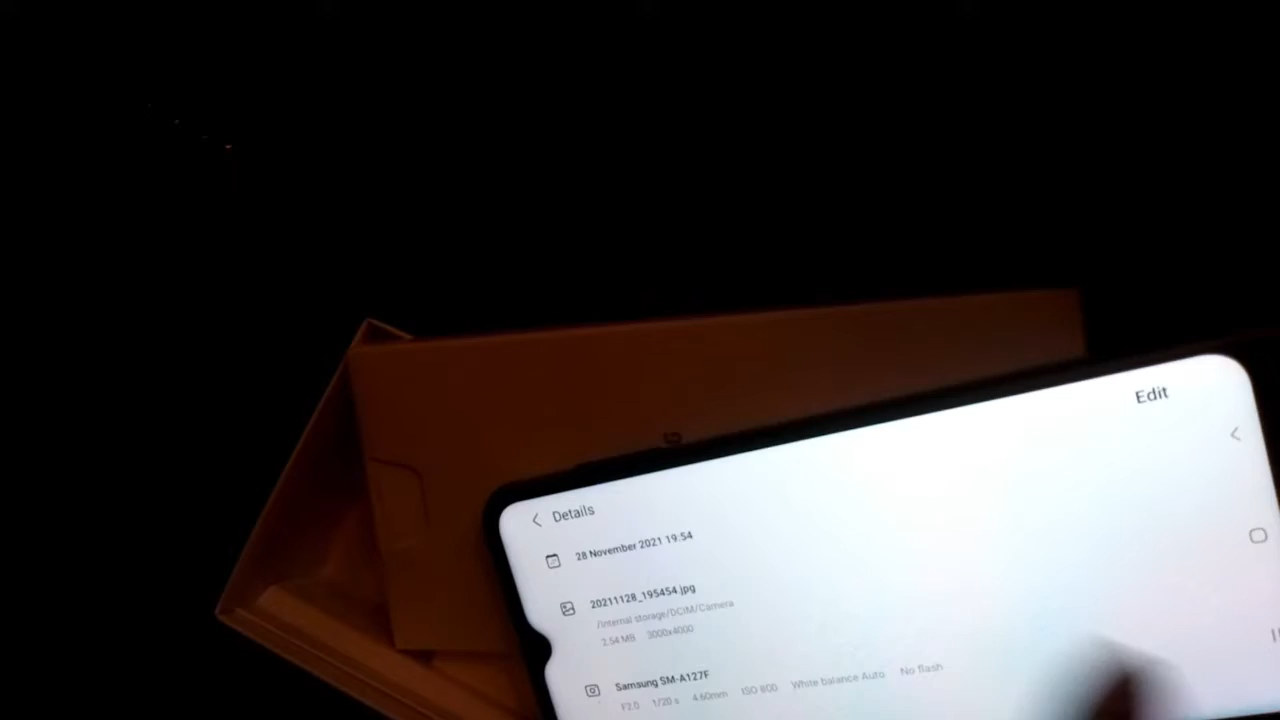 Edit
Details
28 November 2021 19:54
20211128_195454.jpg
/Internal storage/DCIM/Camera
2.54 MB 3000x4000
Samsung SM-A127F
F2.0 1/20 s 4.60mm ISO 800 White balance Auto No flash